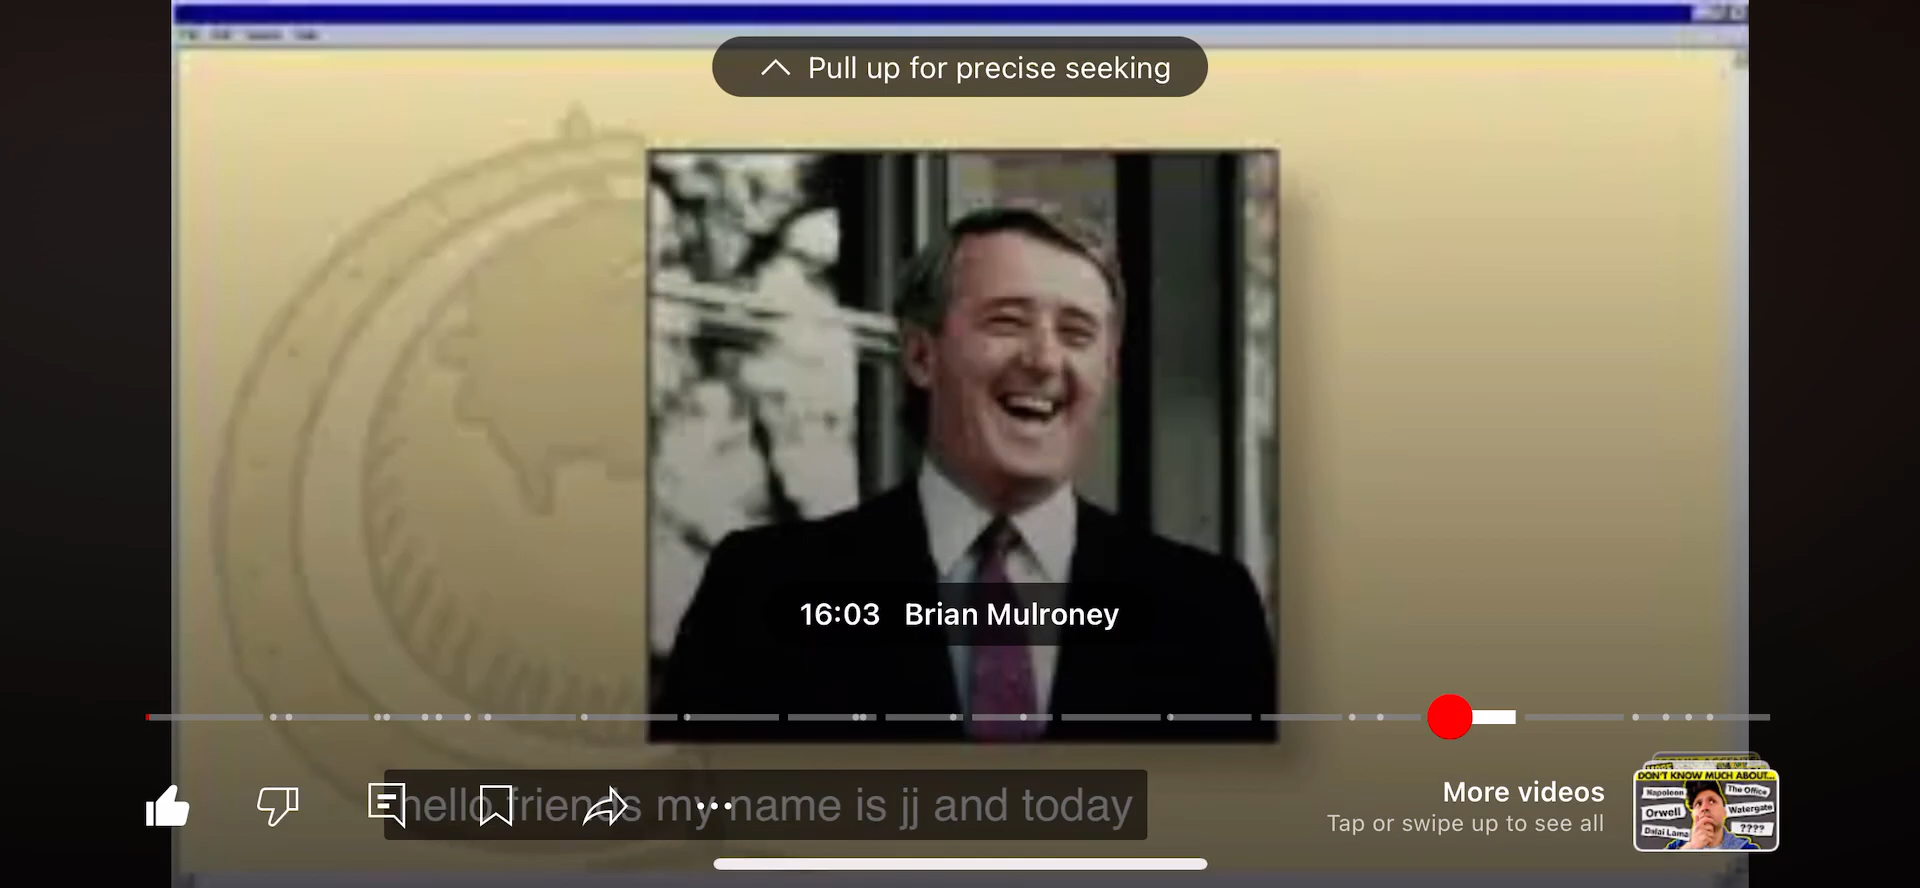 Pull up for precise seeking
16:03 Brian Mulroney
hello friends my name is jj and today
More videos
Tap or swipe up to see all
DON'T KNOW MUCH ABOUT...
Napoleon
The Office
Orwell
Watergate
Dalai Lama
????